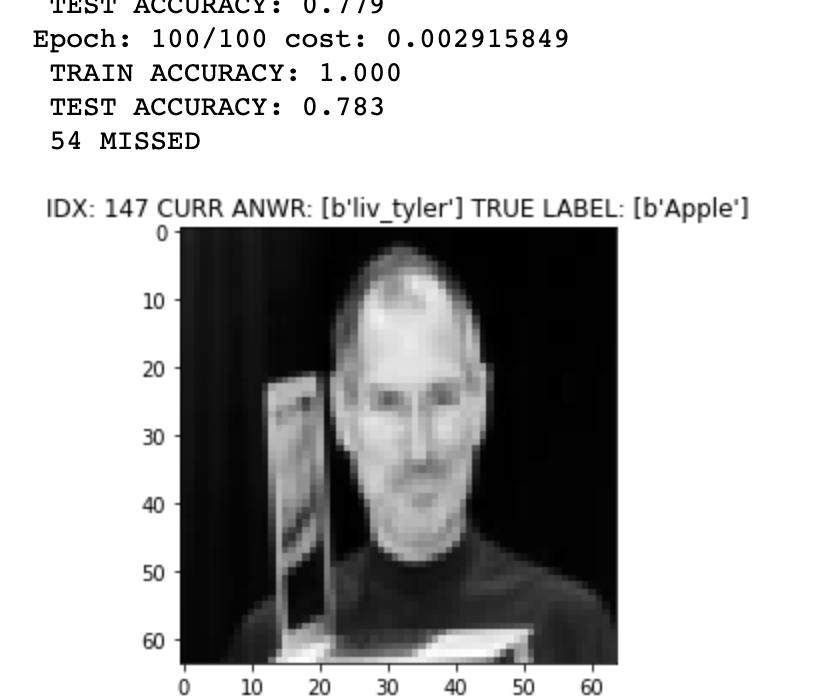 TEST ACCURACY: 0.779
Epoch: 100/100 cost: 0.002915849
TRAIN ACCURACY: 1.000
TEST ACCURACY: 0.783
54 MISSED
IDX: 147 CURR ANWR: [b'liv_tyler'] TRUE LABEL: [b'Apple']
0
10
20
30
40
50
60
0 10 20 30 40 50 60